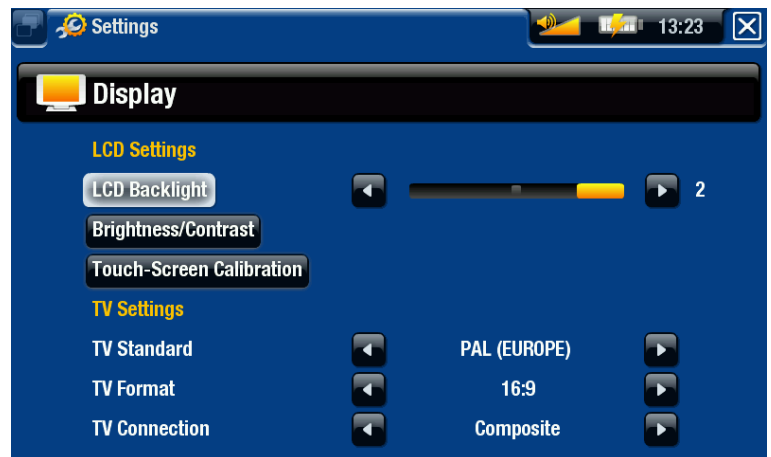 Settings 13:23
Display
LCD Settings
LCD Backlight 2
Brightness/Contrast
Touch-Screen Calibration
TV Settings
TV Standard PAL (EUROPE)
TV Format 16:9
TV Connection Composite